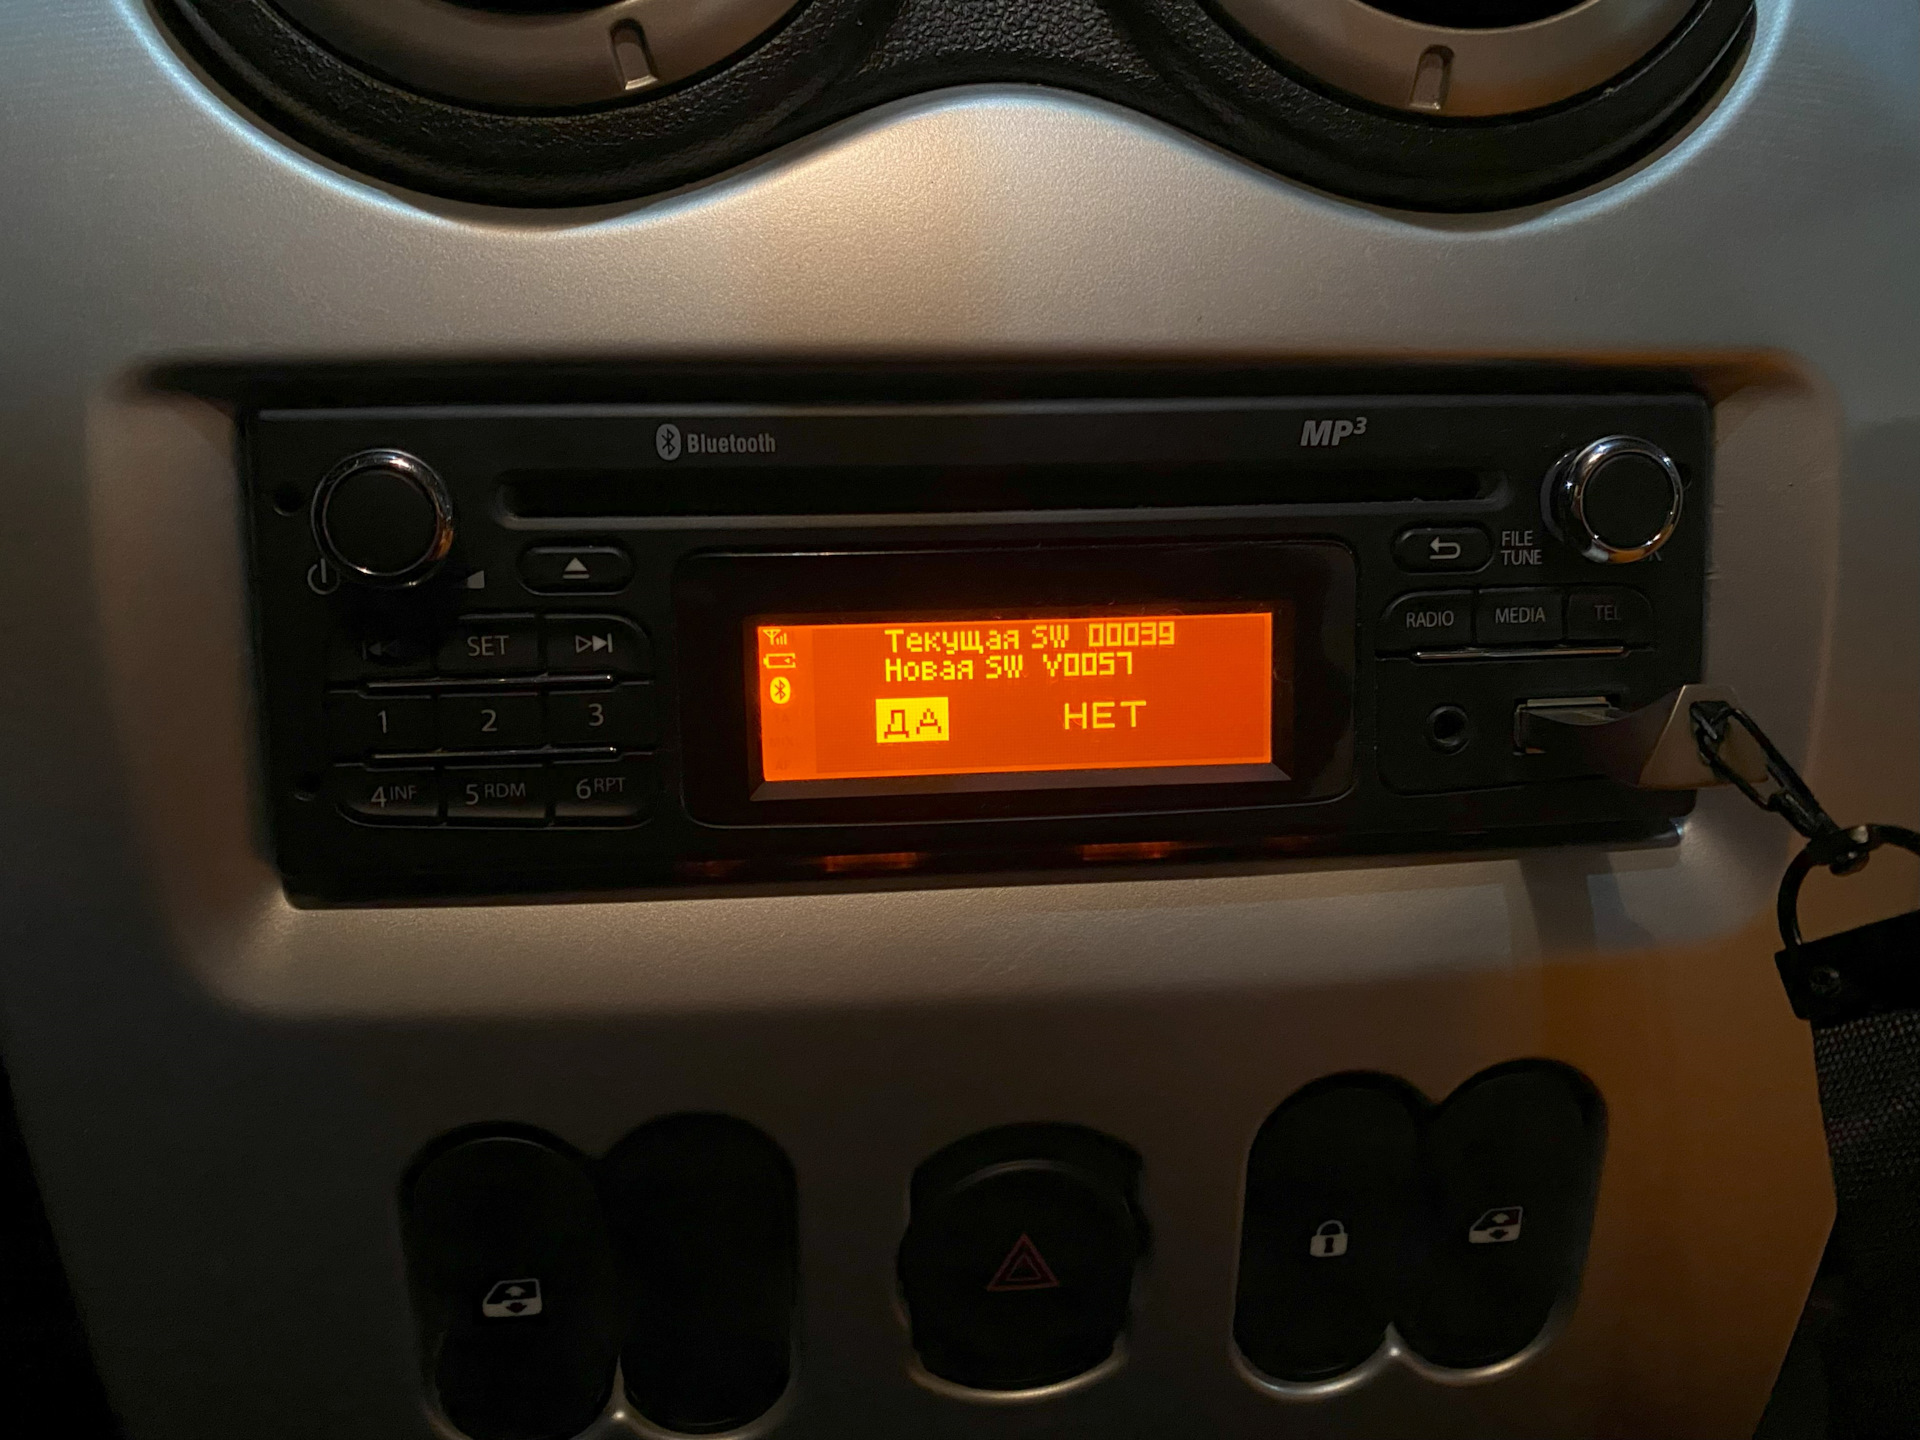 Bluetooth
MP3
FILE
TUNE
SET
RADIO
MEDIA
TEL
Текущая SW 00039
Новая SW V0057
ДА
НЕТ
1
2
3
4 INF
5 RDM
6 RPT